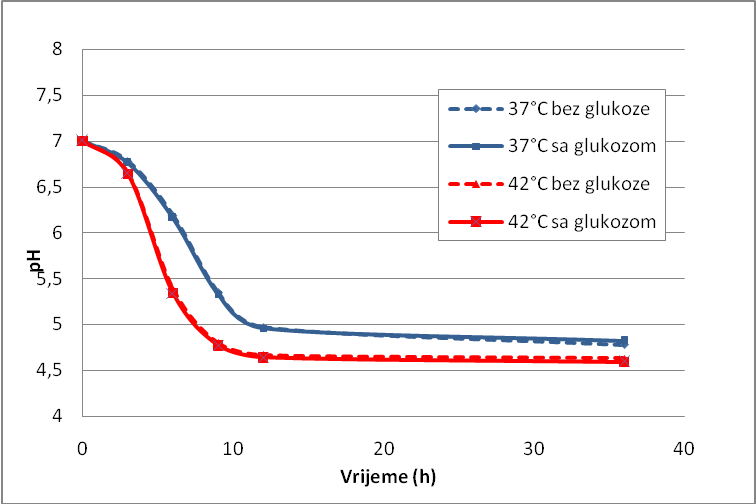 8
7,5
7
6,5
6
5,5
5
4,5
4
pH
37°C bez glukoze
37°C sa glukozom
42°C bez glukoze
42°C sa glukozom
0 10 20 30 40
Vrijeme (h)